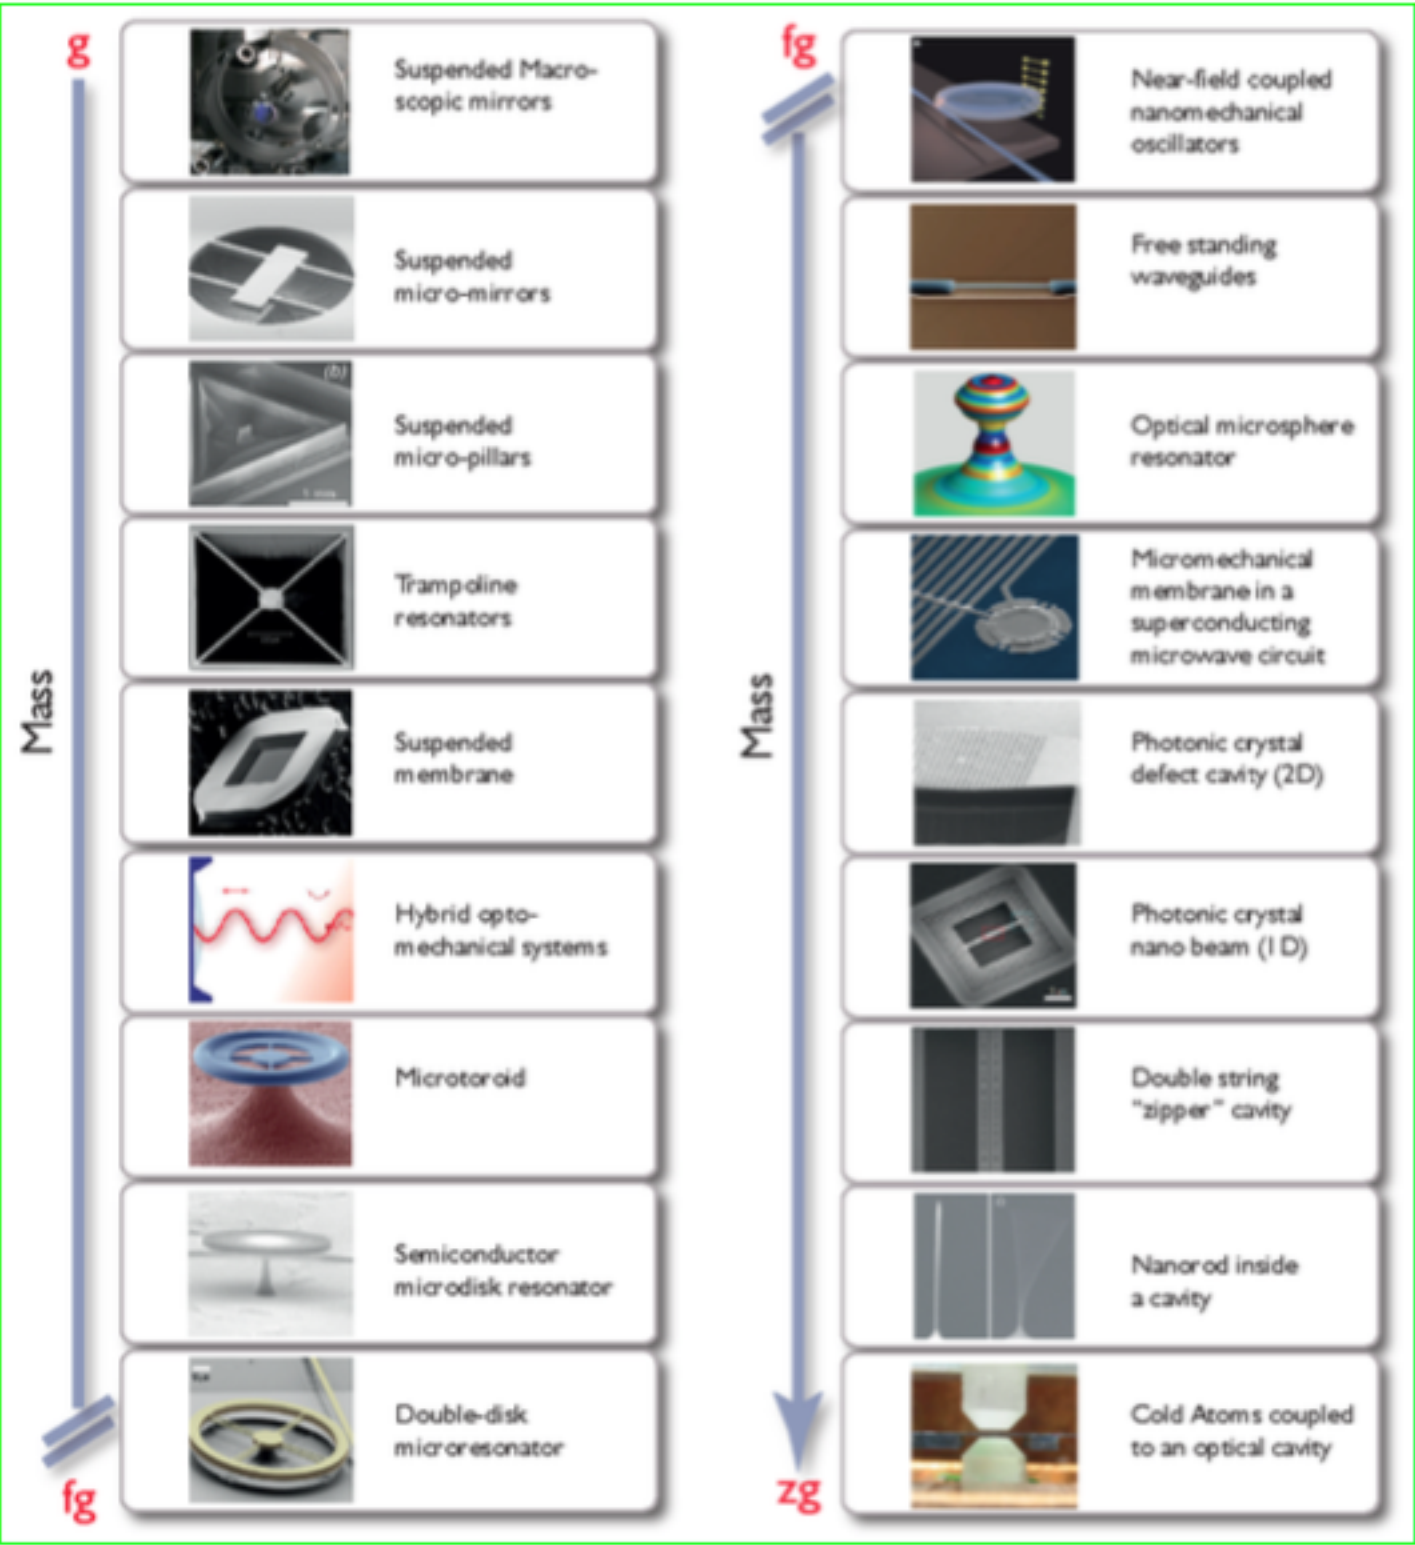 g
Suspended Macro-
scopic mirrors
Suspended
micro-mirrors
(b)
Suspended
micro-pillars
Trampoline
resonators
Mass
Suspended
membrane
Hybrid opto-
mechanical systems
Microtoroid
Semiconductor
microdisk resonator
Double-disk
microresonator
fg
fg
Near-field coupled
nanomechanical
oscillators
Free standing
waveguides
Optical microsphere
resonator
Micromechanical
membrane in a
superconducting
microwave circuit
Mass
Photonic crystal
defect cavity (2D)
Photonic crystal
nano beam (1D)
Double string
"zipper" cavity
Nanorod inside
a cavity
Cold Atoms coupled
to an optical cavity
zg